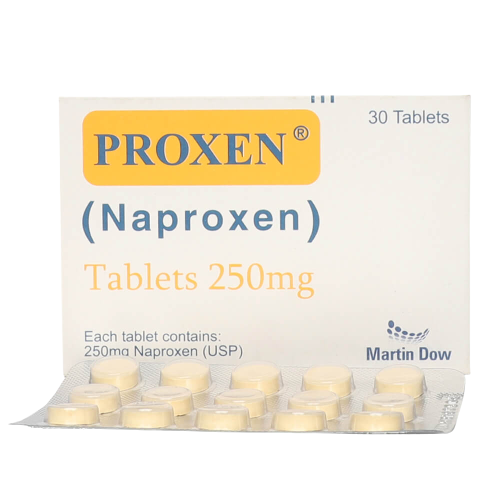 30 Tablets
PROXEN®
(Naproxen)
Tablets 250mg
Each tablet contains:
250mg Naproxen (USP)
Martin Dow